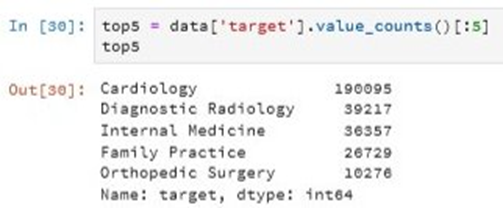 In [30]: top5 = data['target'].value_counts()[:5]
top5
Out[30]: Cardiology 190095
Diagnostic Radiology 39217
Internal Medicine 36357
Family Practice 26729
Orthopedic Surgery 10276
Name: target, dtype: int64